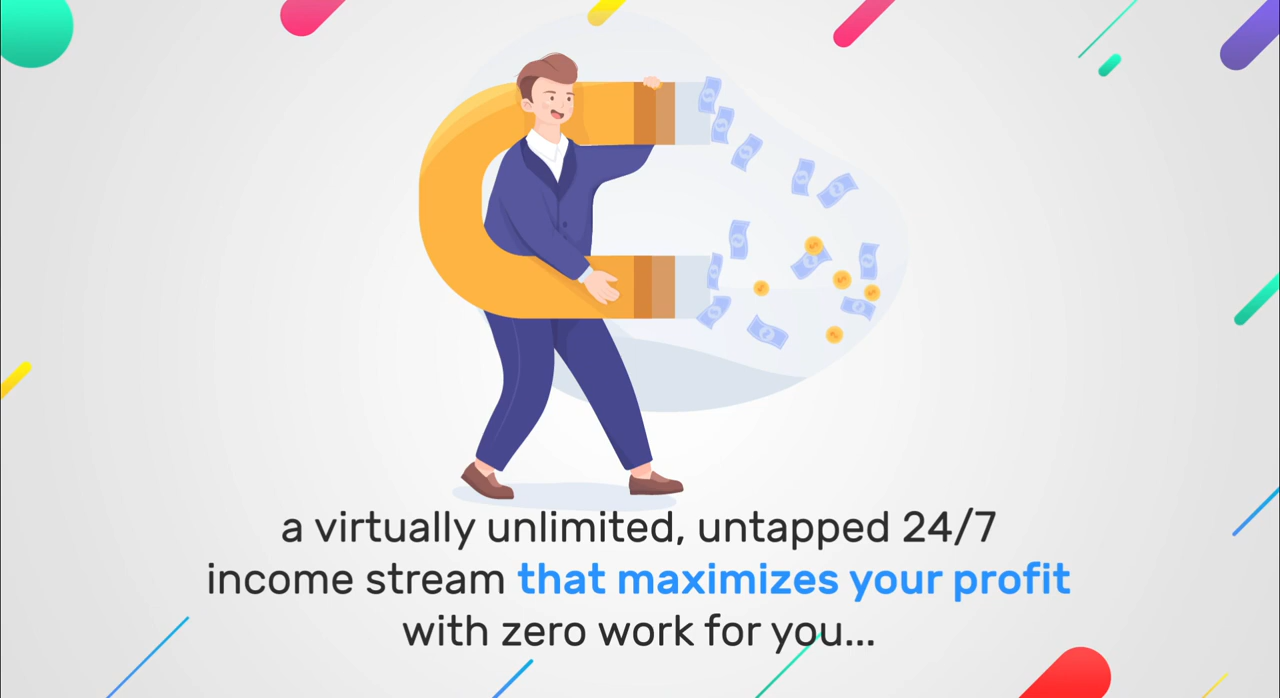 a virtually unlimited, untapped 24/7
income stream that maximizes your profit
with zero work for you...